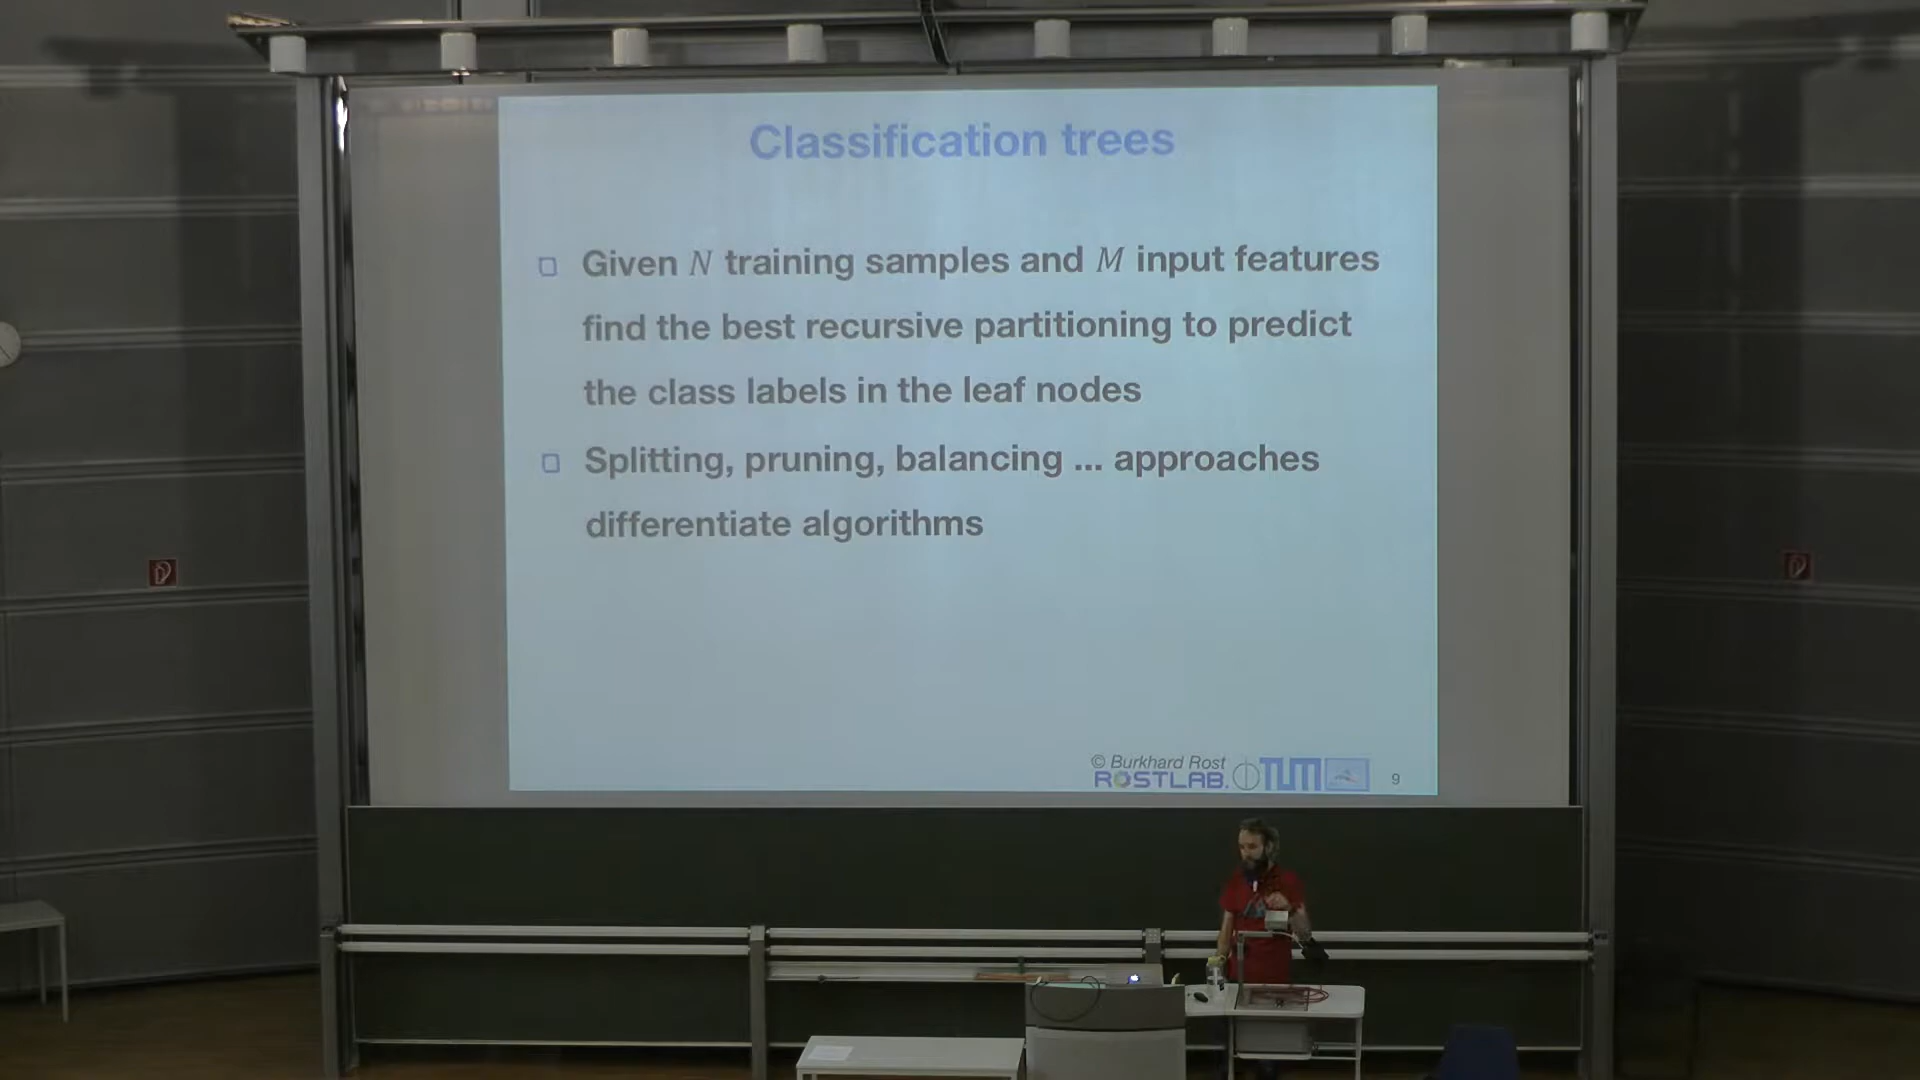 Classification trees
Given N training samples and M input features
find the best recursive partitioning to predict
the class labels in the leaf nodes
Splitting, pruning, balancing ... approaches
differentiate algorithms
© Burkhard Rost
ROSTLAB. TUM
9